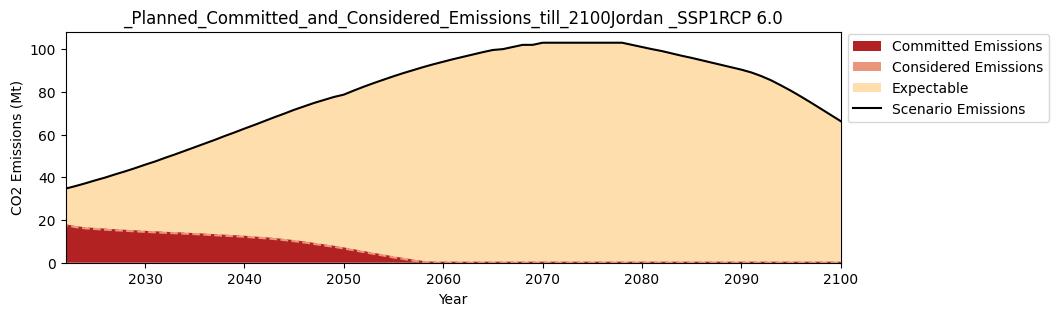 _Planned_Committed_and_Considered_Emissions_till_2100Jordan _SSP1RCP 6.0
CO2 Emissions (Mt)
100
80
60
40
20
0
2030
2040
2050
2060
2070
2080
2090
2100
Year
Committed Emissions
Considered Emissions
Expectable
Scenario Emissions